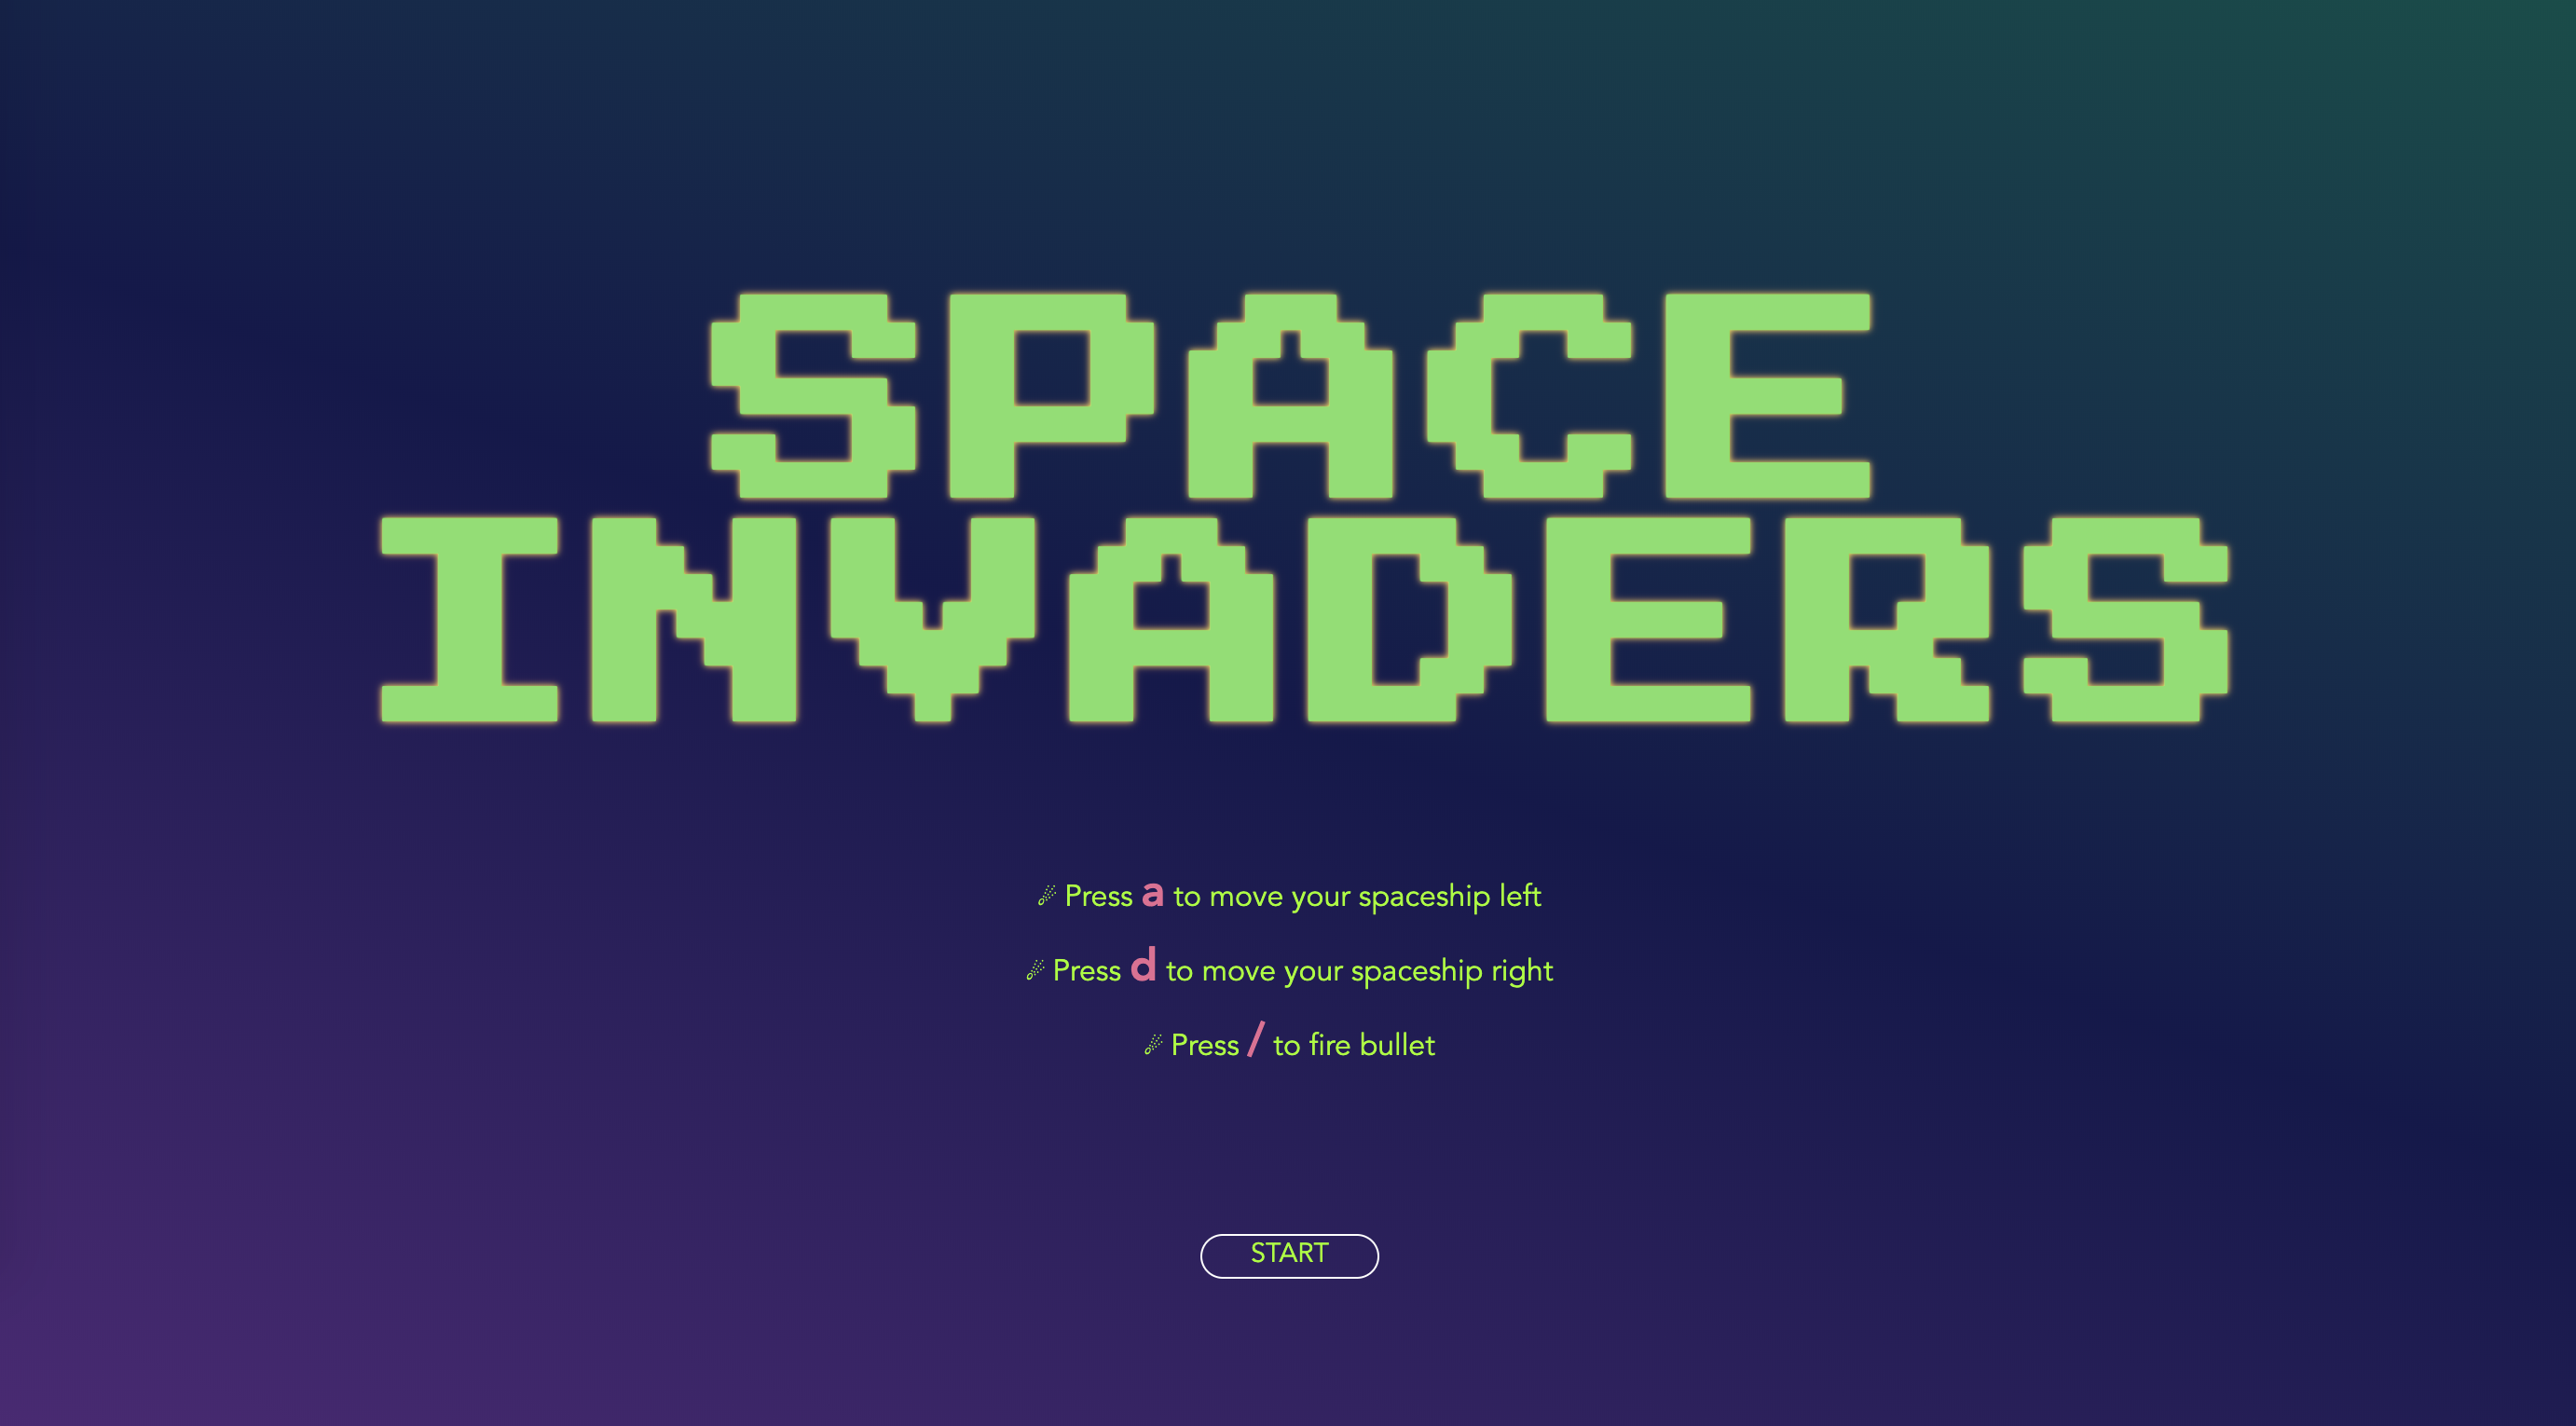 SPACE
INVADERS
☄ Press a to move your spaceship left
☄ Press d to move your spaceship right
☄ Press / to fire bullet
START